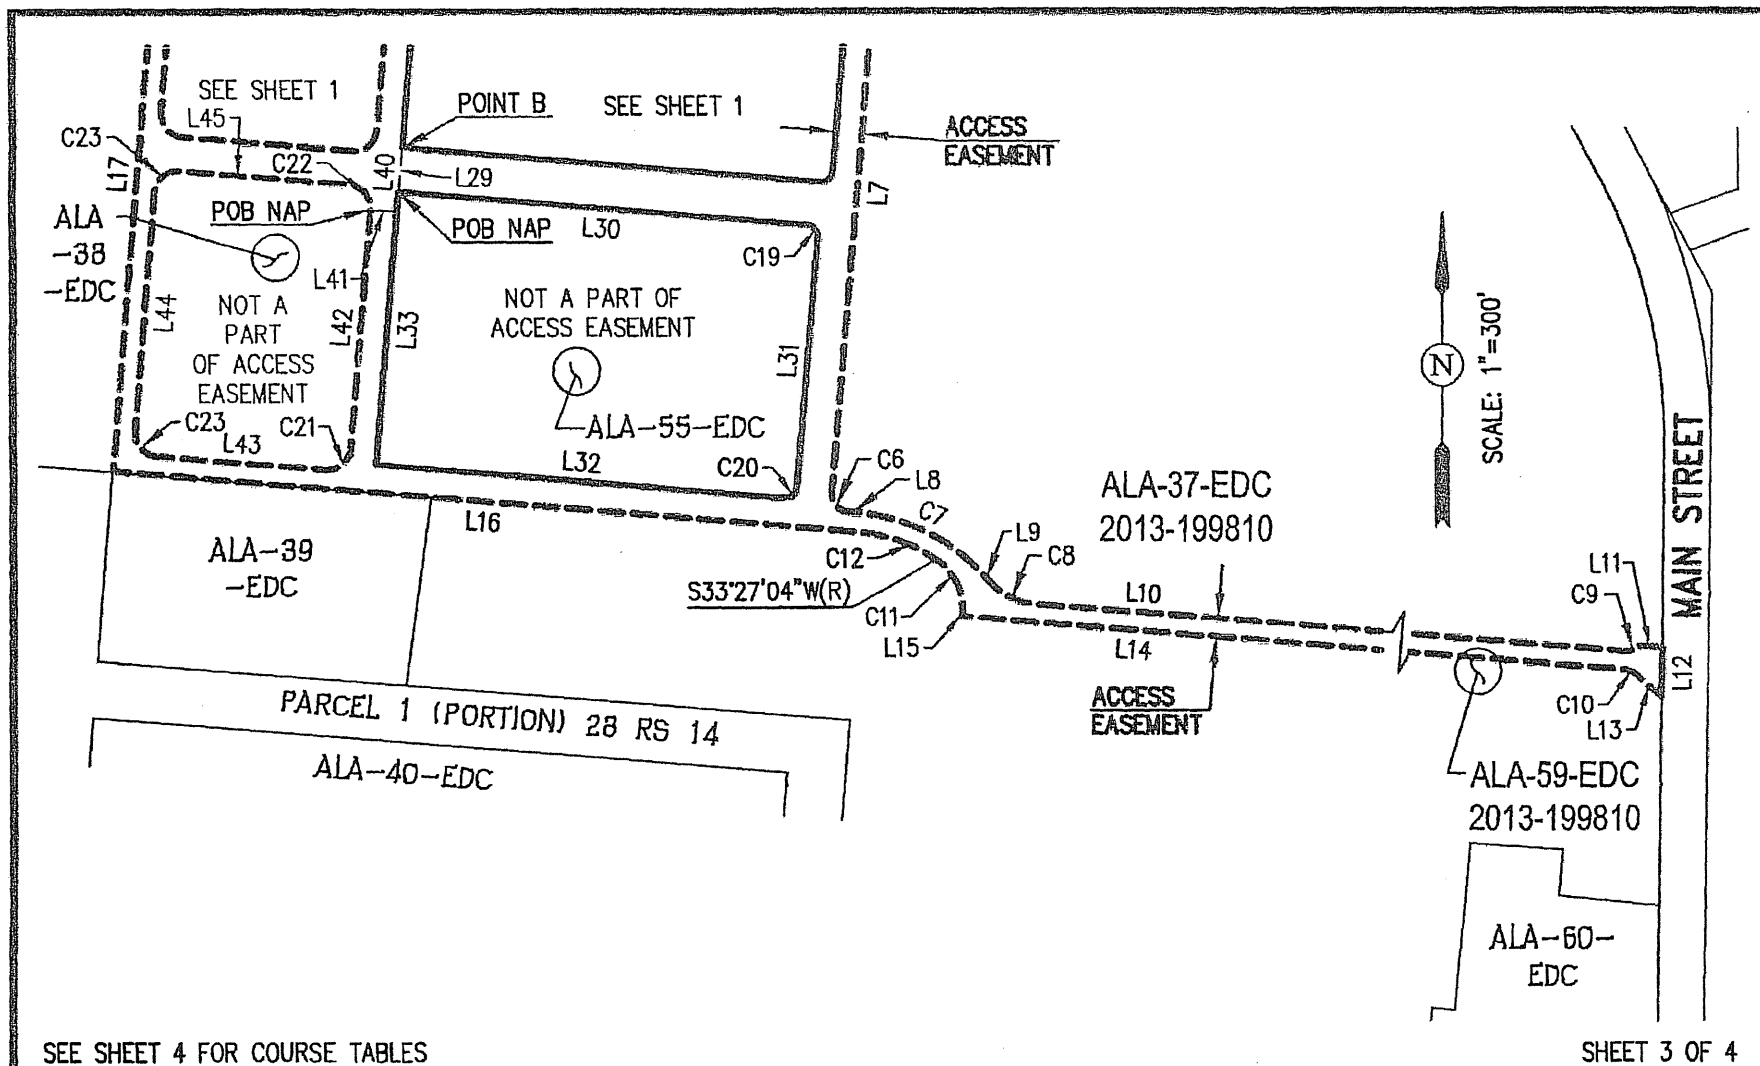 SEE SHEET 1
POINT B
SEE SHEET 1
ACCESS
EASEMENT
L45
C23
C22
L17
L40
L29
L7
ALA
-38
-EDC
POB NAP
POB NAP
L30
C19
L41
NOT A
PART
OF ACCESS
EASEMENT
L44
L42
L33
NOT A PART OF
ACCESS EASEMENT
L31
N
SCALE: 1"=300'
MAIN STREET
C23
L43
C21
ALA-55-EDC
L32
C20
C6
L8
C7
L16
ALA-37-EDC
2013-199810
ALA-39
-EDC
C12
L9
C8
S33°27'04"W(R)
C11
L10
L11
C9
L15
L14
L12
ACCESS
EASEMENT
C10
L13
PARCEL 1 (PORTION) 28 RS 14
ALA-40-EDC
ALA-59-EDC
2013-199810
ALA-60-
EDC
SEE SHEET 4 FOR COURSE TABLES
SHEET 3 OF 4